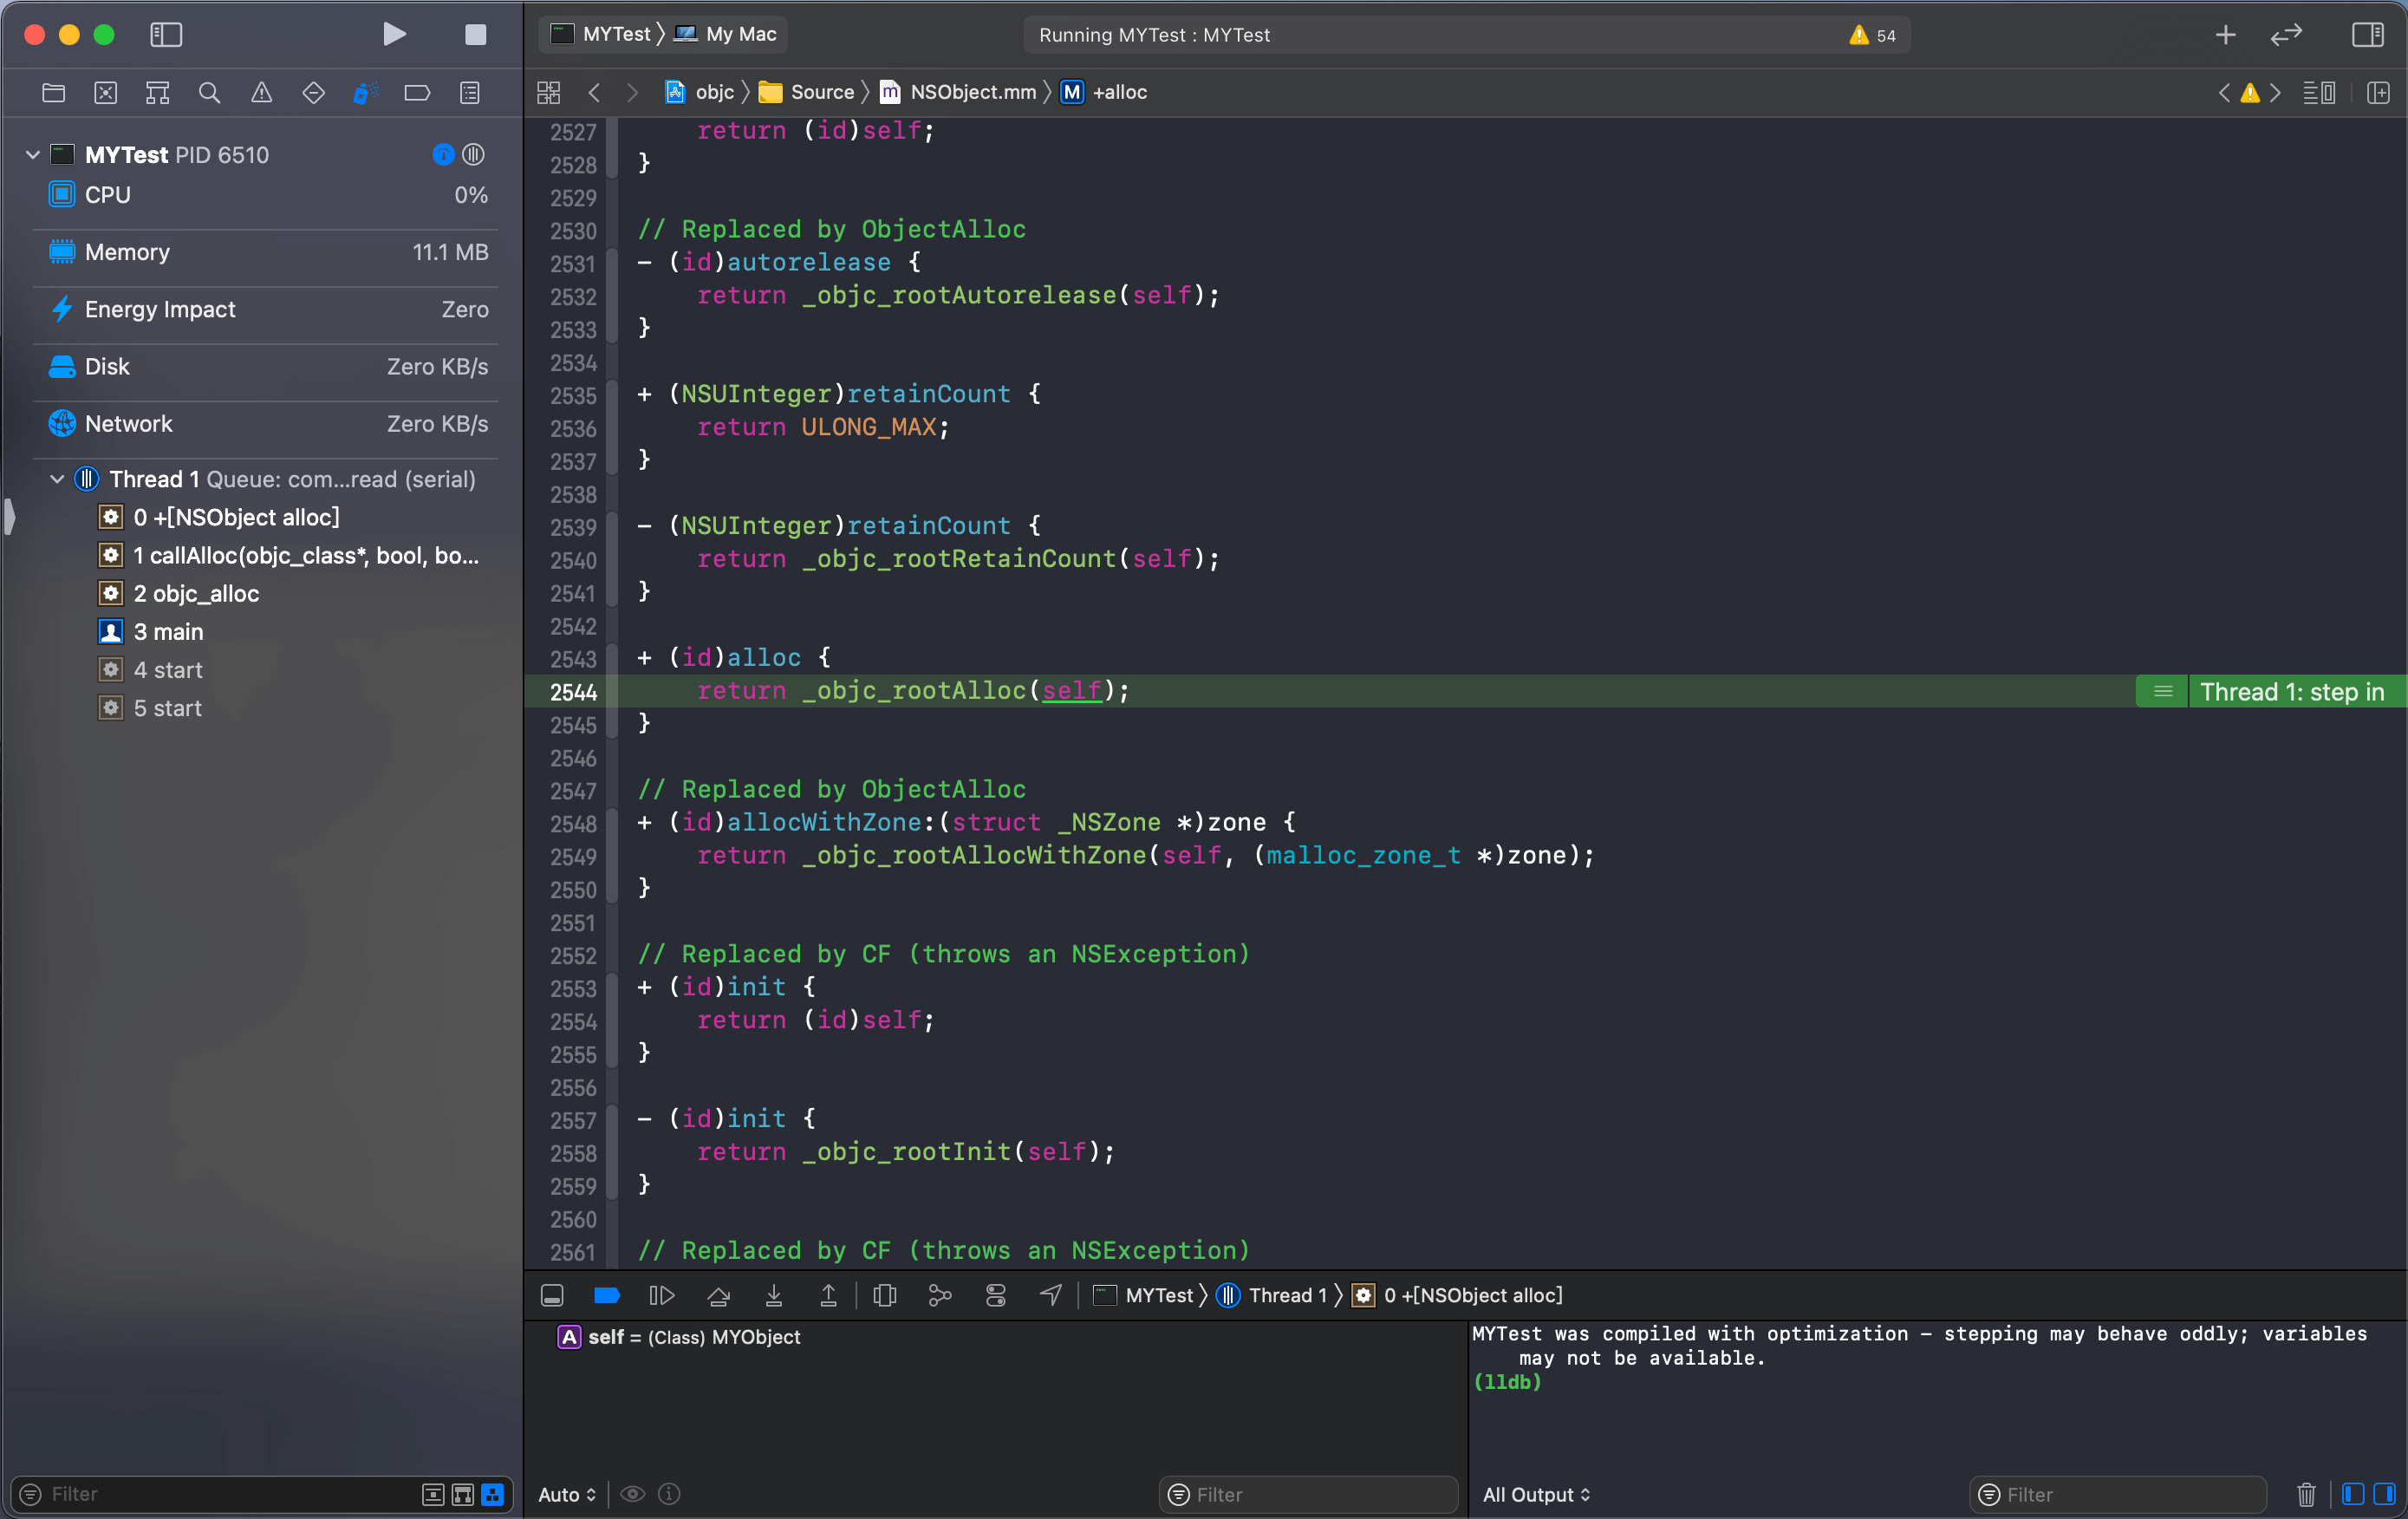 MYTest My Mac
Running MYTest : MYTest
54
objc Source m NSObject.mm M +alloc
MYTest PID 6510
CPU 0%
Memory 11.1 MB
Energy Impact Zero
Disk Zero KB/s
Network Zero KB/s
Thread 1 Queue: com...read (serial)
0 +[NSObject alloc]
1 callAlloc(objc_class*, bool, bo...
2 objc_alloc
3 main
4 start
5 start
Filter
2527     return (id)self;
2528 }
2529
2530 // Replaced by ObjectAlloc
2531 - (id)autorelease {
2532     return _objc_rootAutorelease(self);
2533 }
2534
2535 + (NSUInteger)retainCount {
2536     return ULONG_MAX;
2537 }
2538
2539 - (NSUInteger)retainCount {
2540     return _objc_rootRetainCount(self);
2541 }
2542
2543 + (id)alloc {
2544     return _objc_rootAlloc(self); Thread 1: step in
2545 }
2546
2547 // Replaced by ObjectAlloc
2548 + (id)allocWithZone:(struct _NSZone *)zone {
2549     return _objc_rootAllocWithZone(self, (malloc_zone_t *)zone);
2550 }
2551
2552 // Replaced by CF (throws an NSException)
2553 + (id)init {
2554     return (id)self;
2555 }
2556
2557 - (id)init {
2558     return _objc_rootInit(self);
2559 }
2560
2561 // Replaced by CF (throws an NSException)
MYTest Thread 1 0 +[NSObject alloc]
A self = (Class) MYObject
Auto
Filter
MYTest was compiled with optimization - stepping may behave oddly; variables
may not be available.
(lldb)
All Output
Filter